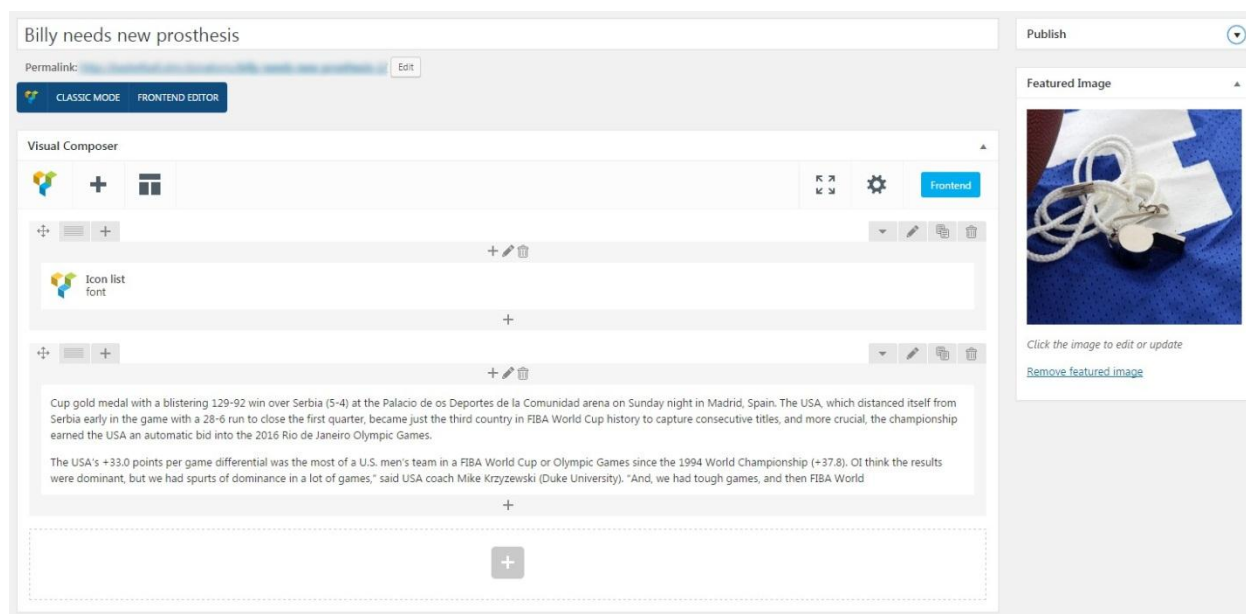 Billy needs new prosthesis
Permalink:
Edit
CLASSIC MODE FRONTEND EDITOR
Visual Composer
Frontend
Icon list
font
Cup gold medal with a blistering 129-92 win over Serbia (5-4) at the Palacio de os Deportes de la Comunidad arena on Sunday night in Madrid, Spain. The USA, which distanced itself from
Serbia early in the game with a 28-6 run to close the first quarter, became just the third country in FIBA World Cup history to capture consecutive titles, and more crucial, the championship
earned the USA an automatic bid into the 2016 Rio de Janeiro Olympic Games.
The USA's +33.0 points per game differential was the most of a U.S. men's team in a FIBA World Cup or Olympic Games since the 1994 World Championship (+37.8). OI think the results
were dominant, but we had spurts of dominance in a lot of games," said USA coach Mike Krzyzewski (Duke University). "And, we had tough games, and then FIBA World
Publish
Featured Image
Click the image to edit or update
Remove featured image